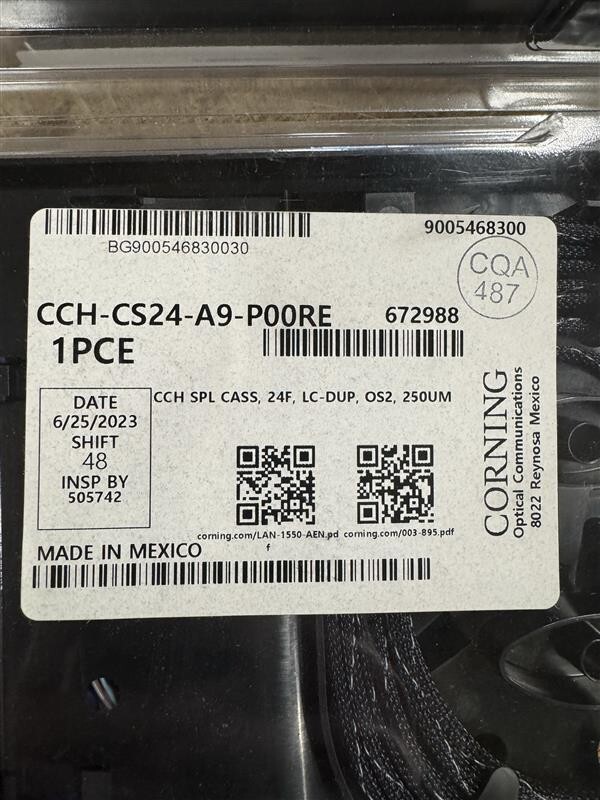 9005468300
BG900546830030
CQA
487
CCH-CS24-A9-P00RE 672988
1PCE
CCH SPL CASS, 24F, LC-DUP, OS2, 250UM
DATE
6/25/2023
SHIFT
48
INSP BY
505742
CORNING
Optical Communications
8022 Reynosa Mexico
corning.com/LAN-1550-AEN.pd
f
corning.com/003-895.pdf
MADE IN MEXICO